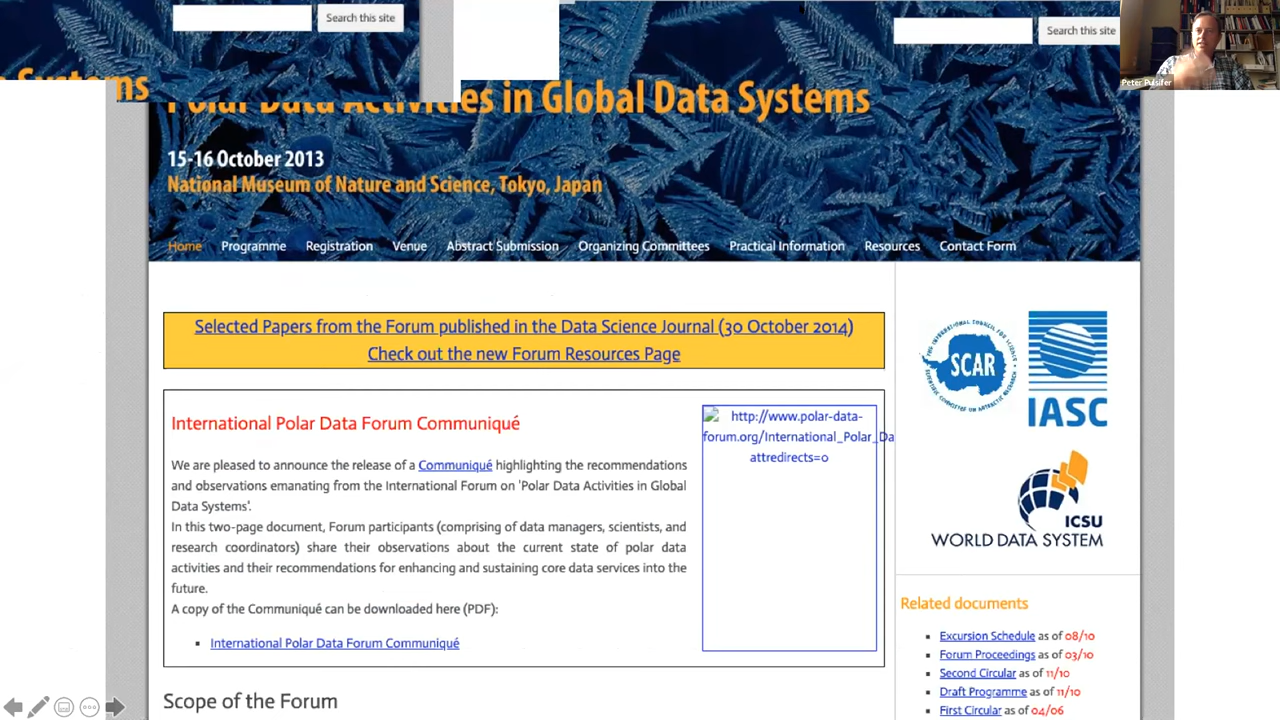 Search this site
Search this site
Systems
ns
Polar Data Activities in Global Data Systems
15-16 October 2013
National Museum of Nature and Science, Tokyo, Japan
Home Programme Registration Venue Abstract Submission Organizing Committees Practical Information Resources Contact Form
Peter Pulsifer
Selected Papers from the Forum published in the Data Science Journal (30 October 2014)
Check out the new Forum Resources Page
International Polar Data Forum Communiqué
We are pleased to announce the release of a Communiqué highlighting the recommendations
and observations emanating from the International Forum on 'Polar Data Activities in Global
Data Systems'.
In this two-page document, Forum participants (comprising of data managers, scientists, and
research coordinators) share their observations about the current state of polar data
activities and their recommendations for enhancing and sustaining core data services into the
future.
A copy of the Communiqué can be downloaded here (PDF):
International Polar Data Forum Communiqué
http://www.polar-data-
forum.org/International_Polar_Da
attredirects=0
Scope of the Forum
SCAR
IASC
ICSU
WORLD DATA SYSTEM
Related documents
Excursion Schedule as of 08/10
Forum Proceedings as of 03/10
Second Circular as of 11/10
Draft Programme as of 11/10
First Circular as of 04/06